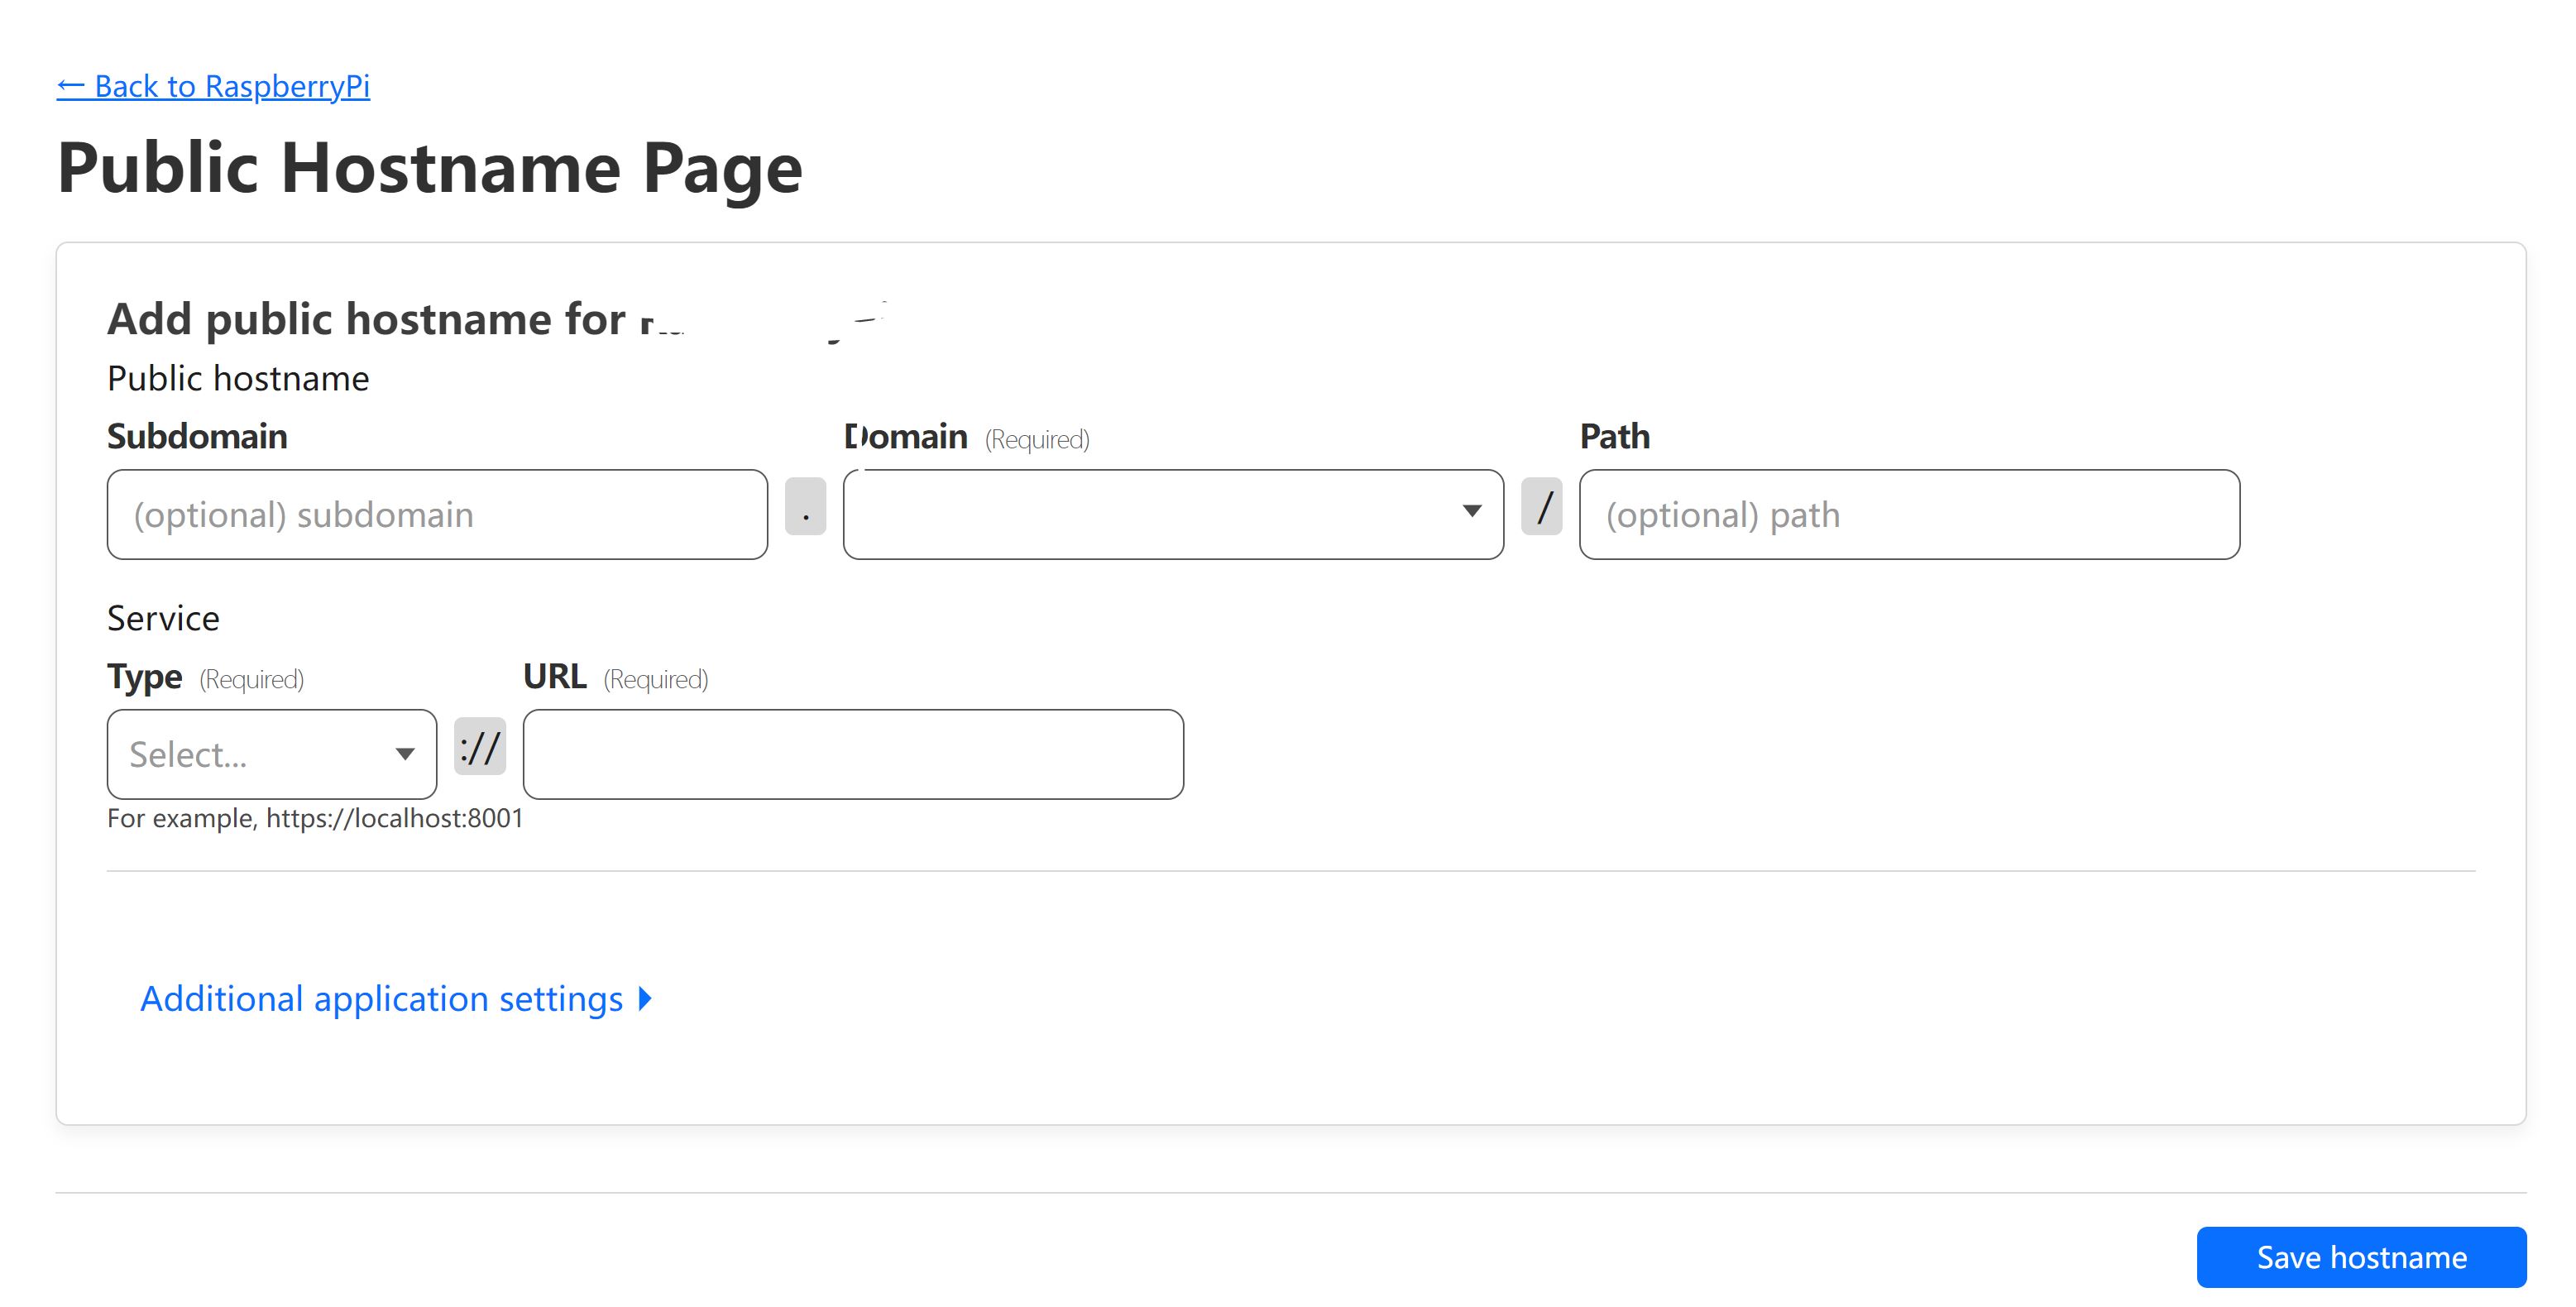 ← Back to RaspberryPi
Public Hostname Page
Add public hostname for
Public hostname
Subdomain Domain (Required) Path
(optional) subdomain . / (optional) path
Service
Type (Required) URL (Required)
Select... ://
For example, https://localhost:8001
Additional application settings
Save hostname